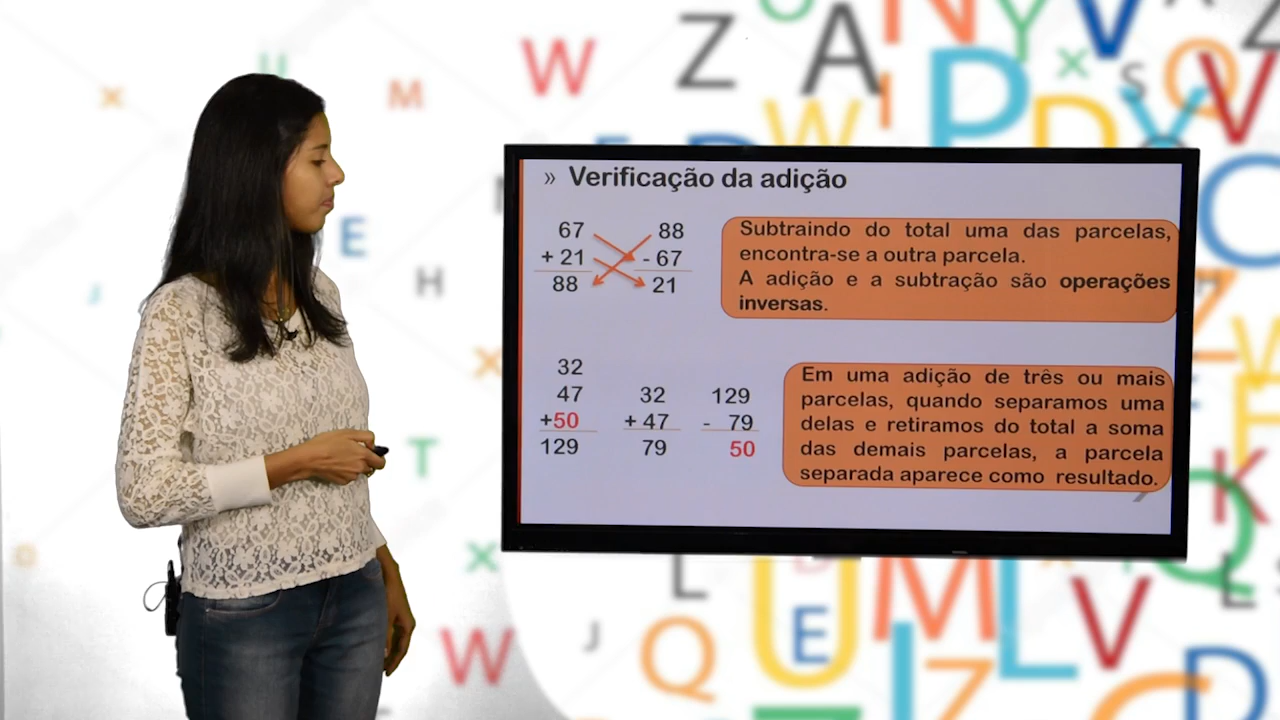 » Verificação da adição
67
+ 21
88
88
- 67
21
Subtraindo do total uma das parcelas,
encontra-se a outra parcela.
A adição e a subtração são operações
inversas.
32
47
+50
129
32
+ 47
79
129
- 79
50
Em uma adição de três ou mais
parcelas, quando separamos uma
delas e retiramos do total a soma
das demais parcelas, a parcela
separada aparece como resultado.